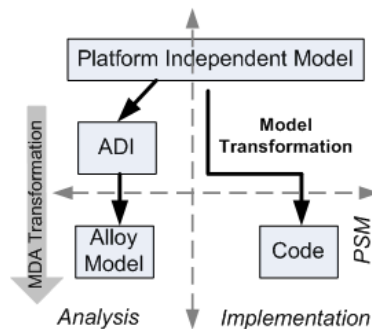 Platform Independent Model
Model
Transformation
ADI
MDA Transformation
Alloy
Model
Code
PSM
Analysis
Implementation